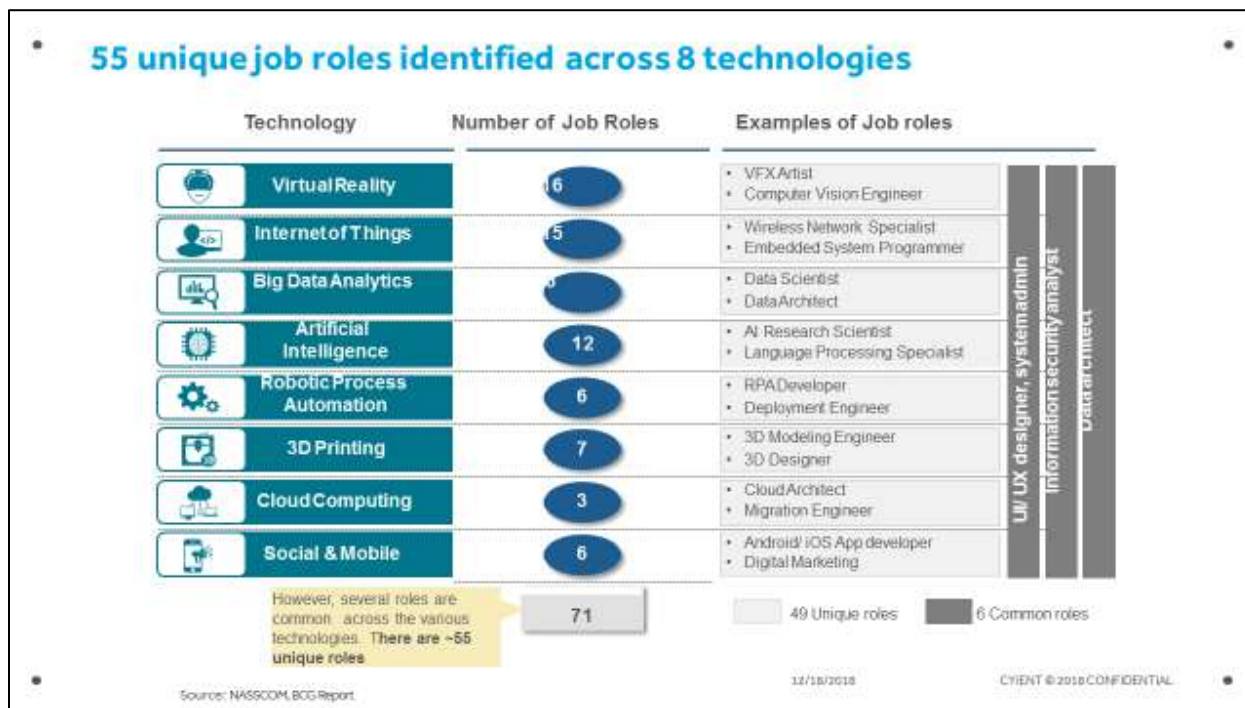 55 unique job roles identified across 8 technologies
Technology
Number of Job Roles
Examples of Job roles
Virtual Reality
16
• VFX Artist
• Computer Vision Engineer
Internet of Things
15
• Wireless Network Specialist
• Embedded System Programmer
Big Data Analytics
• Data Scientist
• Data Architect
Artificial
Intelligence
12
• AI Research Scientist
• Language Processing Specialist
Robotic Process
Automation
6
• RPA Developer
• Deployment Engineer
3D Printing
7
• 3D Modeling Engineer
• 3D Designer
Cloud Computing
3
• Cloud Architect
• Migration Engineer
Social & Mobile
6
• Android/ iOS App developer
• Digital Marketing
UI/ UX designer, system admin
Information security analyst
Data architect
However, several roles are
common across the various
technologies. There are ~55
unique roles
71
49 Unique roles
6 Common roles
Source: NASSCOM, BCG Report
12/18/2018
CYIENT © 2018 CONFIDENTIAL